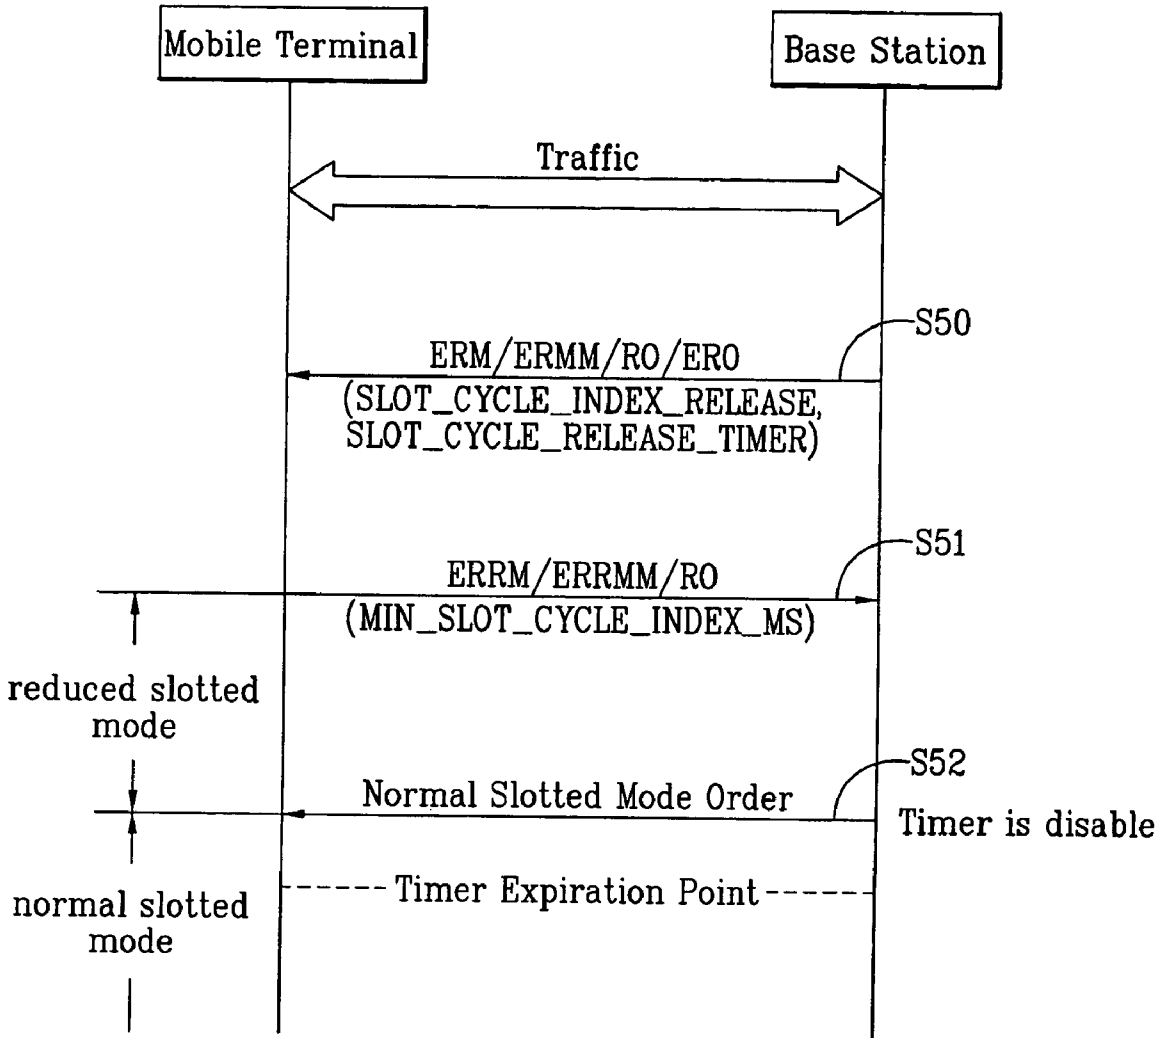 Mobile Terminal
Base Station
Traffic
S50
ERM/ERMM/RO/ERO
(SLOT_CYCLE_INDEX_RELEASE,
SLOT_CYCLE_RELEASE_TIMER)
S51
ERRM/ERRMM/RO
(MIN_SLOT_CYCLE_INDEX_MS)
reduced slotted
mode
S52
Normal Slotted Mode Order
Timer is disable
Timer Expiration Point
normal slotted
mode